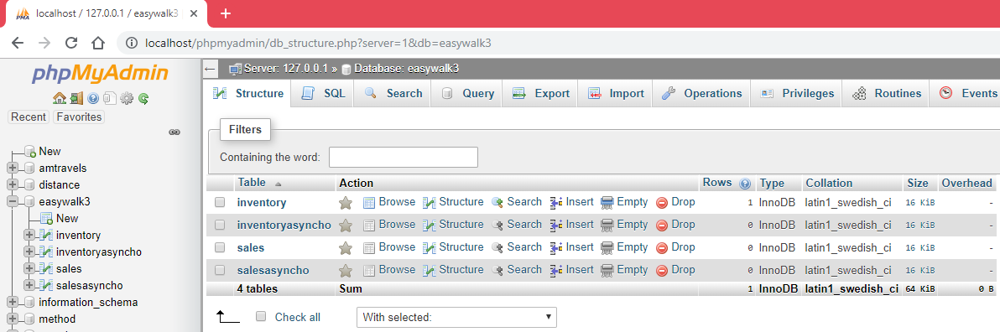 localhost / 127.0.0.1 / easywalk3
localhost/phpmyadmin/db_structure.php?server=1&db=easywalk3
phpMyAdmin
Recent Favorites
New
amtravels
distance
easywalk3
New
inventory
inventoryasyncho
sales
salesasyncho
information_schema
method
Server: 127.0.0.1 » Database: easywalk3
Structure SQL Search Query Export Import Operations Privileges Routines Events
Filters
Containing the word:
Table Action Rows Type Collation Size Overhead
inventory Browse Structure Search Insert Empty Drop 1 InnoDB latin1_swedish_ci 16 KiB -
inventoryasyncho Browse Structure Search Insert Empty Drop 0 InnoDB latin1_swedish_ci 16 KiB -
sales Browse Structure Search Insert Empty Drop 0 InnoDB latin1_swedish_ci 16 KiB -
salesasyncho Browse Structure Search Insert Empty Drop 0 InnoDB latin1_swedish_ci 16 KiB -
4 tables Sum 1 InnoDB latin1_swedish_ci 64 KiB 0 B
Check all With selected: